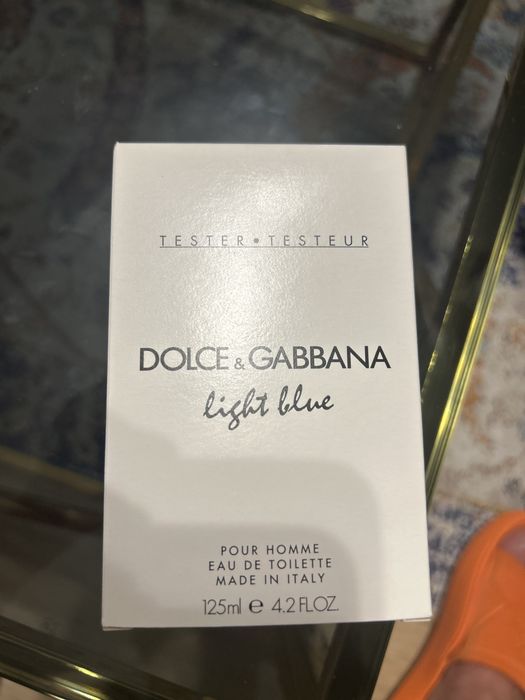 TESTER • TESTEUR
DOLCE & GABBANA
light blue
POUR HOMME
EAU DE TOILETTE
MADE IN ITALY
125ml e 4.2 FL.OZ.